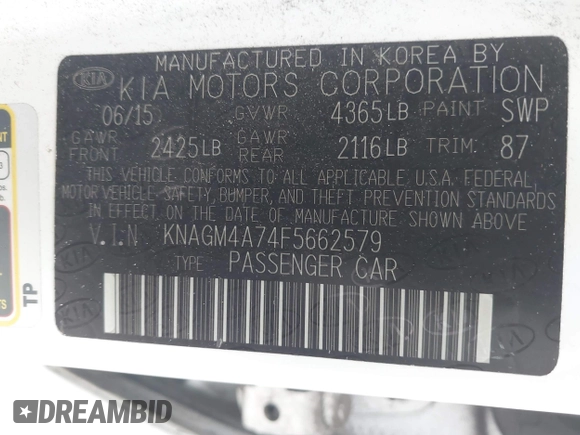 MANUFACTURED IN KOREA BY
KIA KIA MOTORS CORPORATION
06/15 GVWR 4365LB PAINT: SWP
GAWR FRONT 2425LB GAWR REAR 2116LB TRIM: 87
THIS VEHICLE CONFORMS TO ALL APPLICABLE U.S.A. FEDERAL
MOTOR VEHICLE SAFETY, BUMPER, AND THEFT PREVENTION STANDARDS
IN EFFECT ON THE DATE OF MANUFACTURE SHOWN ABOVE
V.I.N KNAGM4A74F5662579
TYPE PASSENGER CAR
TP
DREAMBID